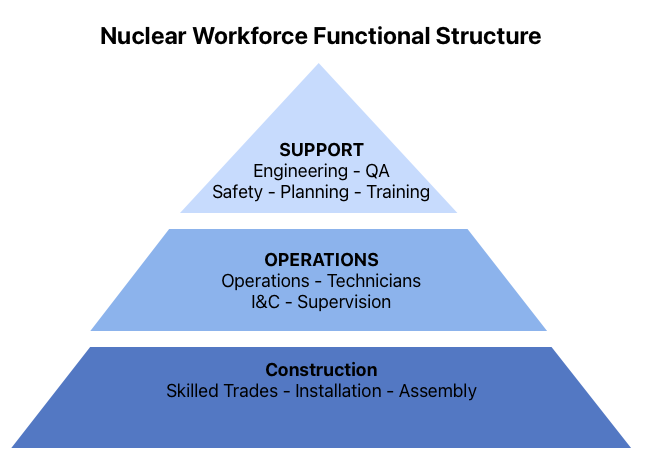 Nuclear Workforce Functional Structure
SUPPORT
Engineering - QA
Safety - Planning - Training
OPERATIONS
Operations - Technicians
I&C - Supervision
Construction
Skilled Trades - Installation - Assembly